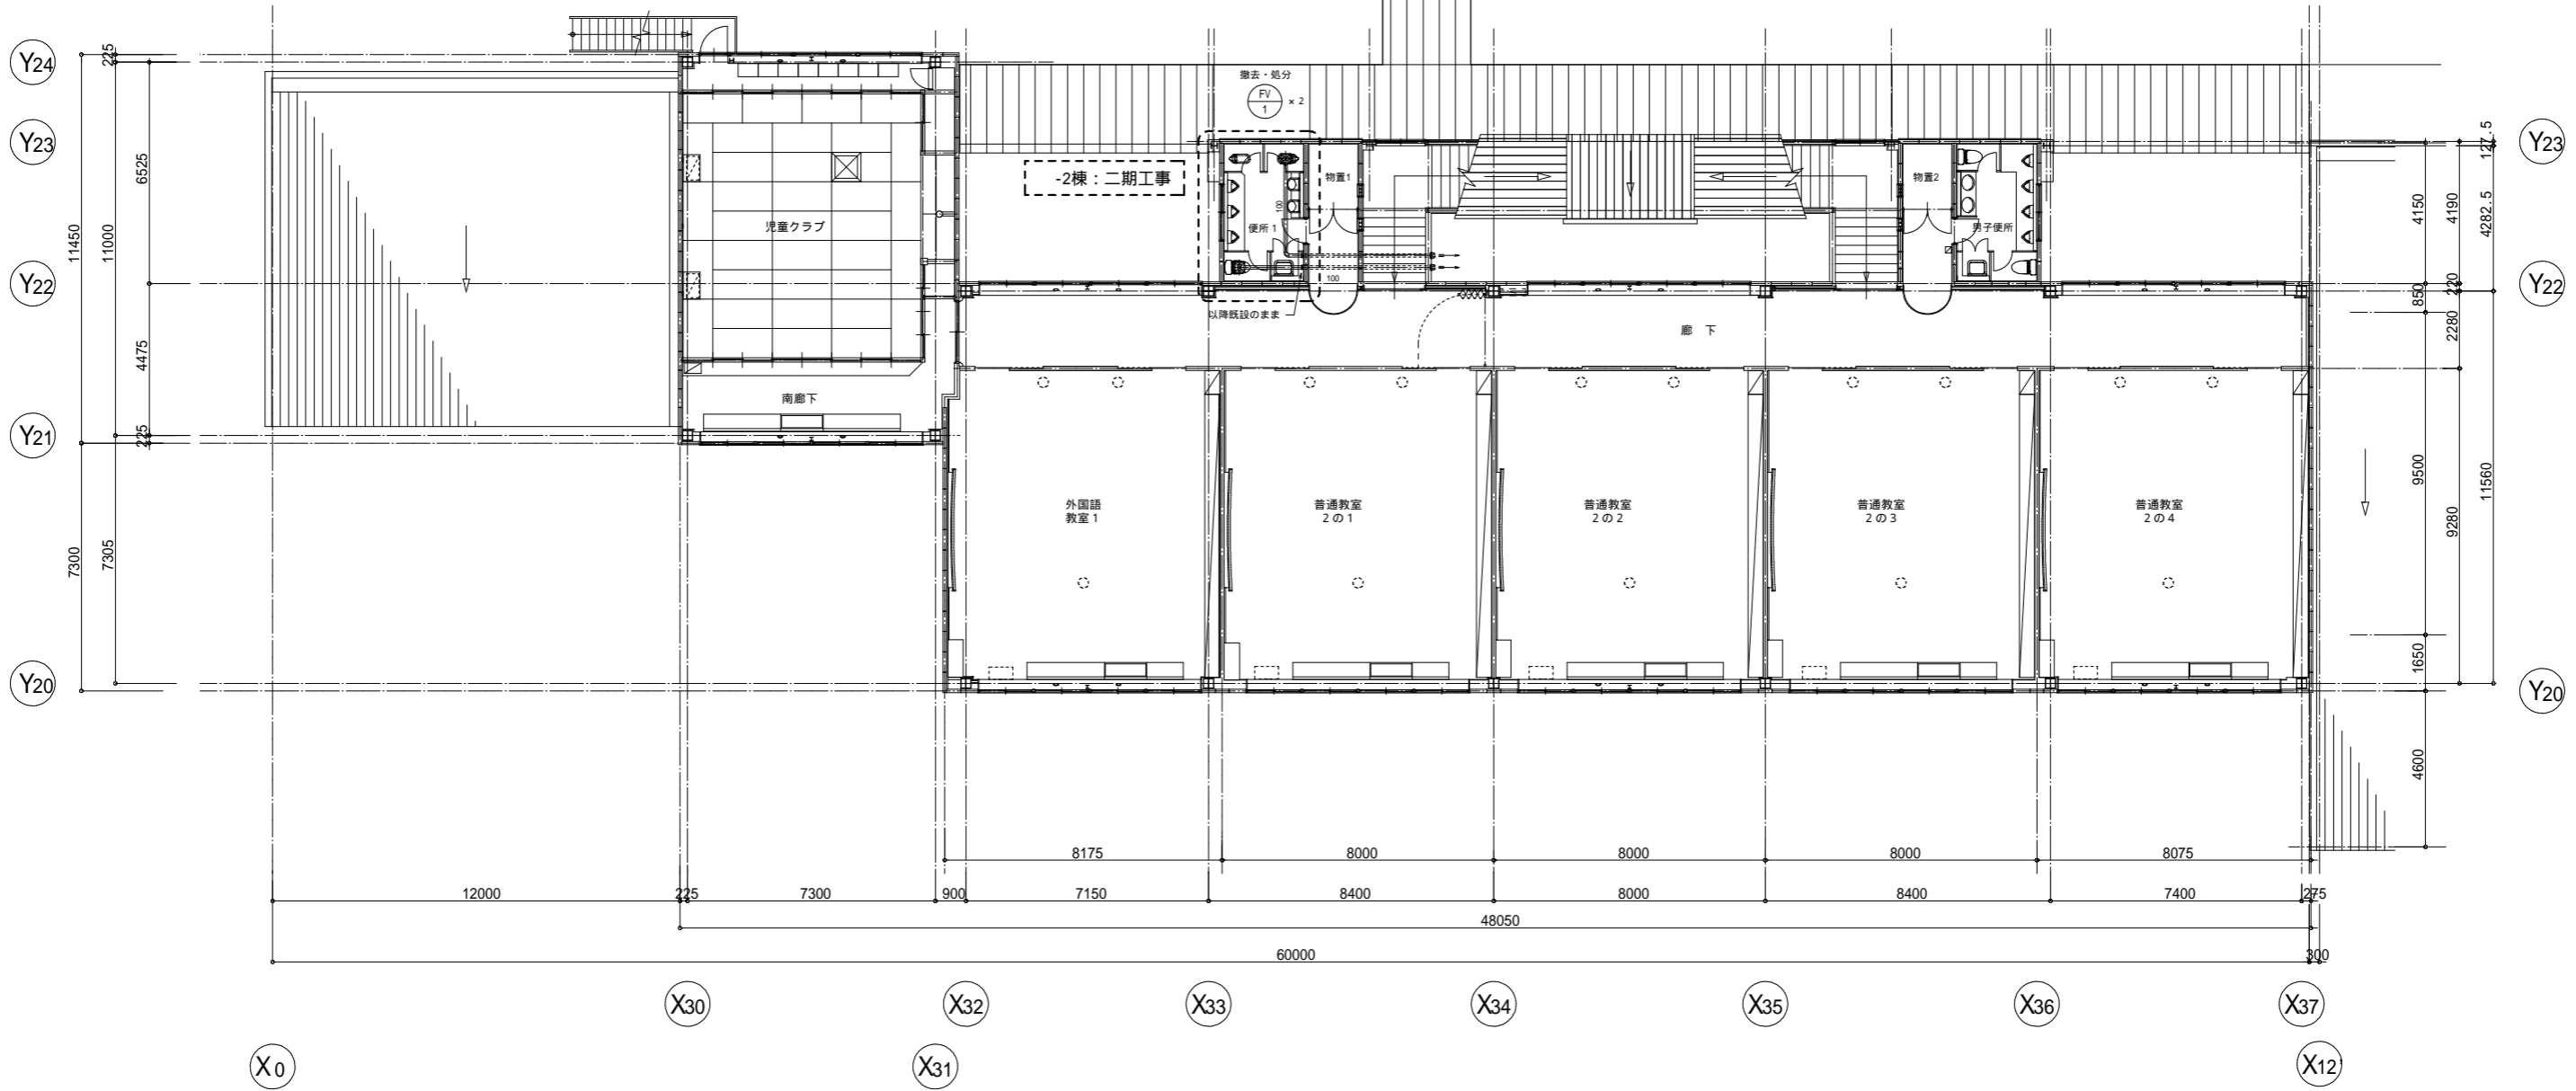 Y24
Y23
Y22
Y21
Y20
225
6525
4475
225
11000
7305
11450
7300
撤去・処分
FV
1
×2
-2棟：二期工事
児童クラブ
南廊下
便所 1
100
100
物置1
以降既設のまま
物置2
男子便所
廊 下
外国語
教室 1
普通教室
2 の 1
普通教室
2 の 2
普通教室
2 の 3
普通教室
2 の 4
Y23
Y22
Y20
127.5
4150
4190
4282.5
850
220
2280
9500
9280
11560
1650
4600
8175
8000
8000
8000
8075
12000
225
7300
900
7150
8400
8000
8400
7400
275
48050
60000
300
X30
X32
X33
X34
X35
X36
X37
X0
X31
X12